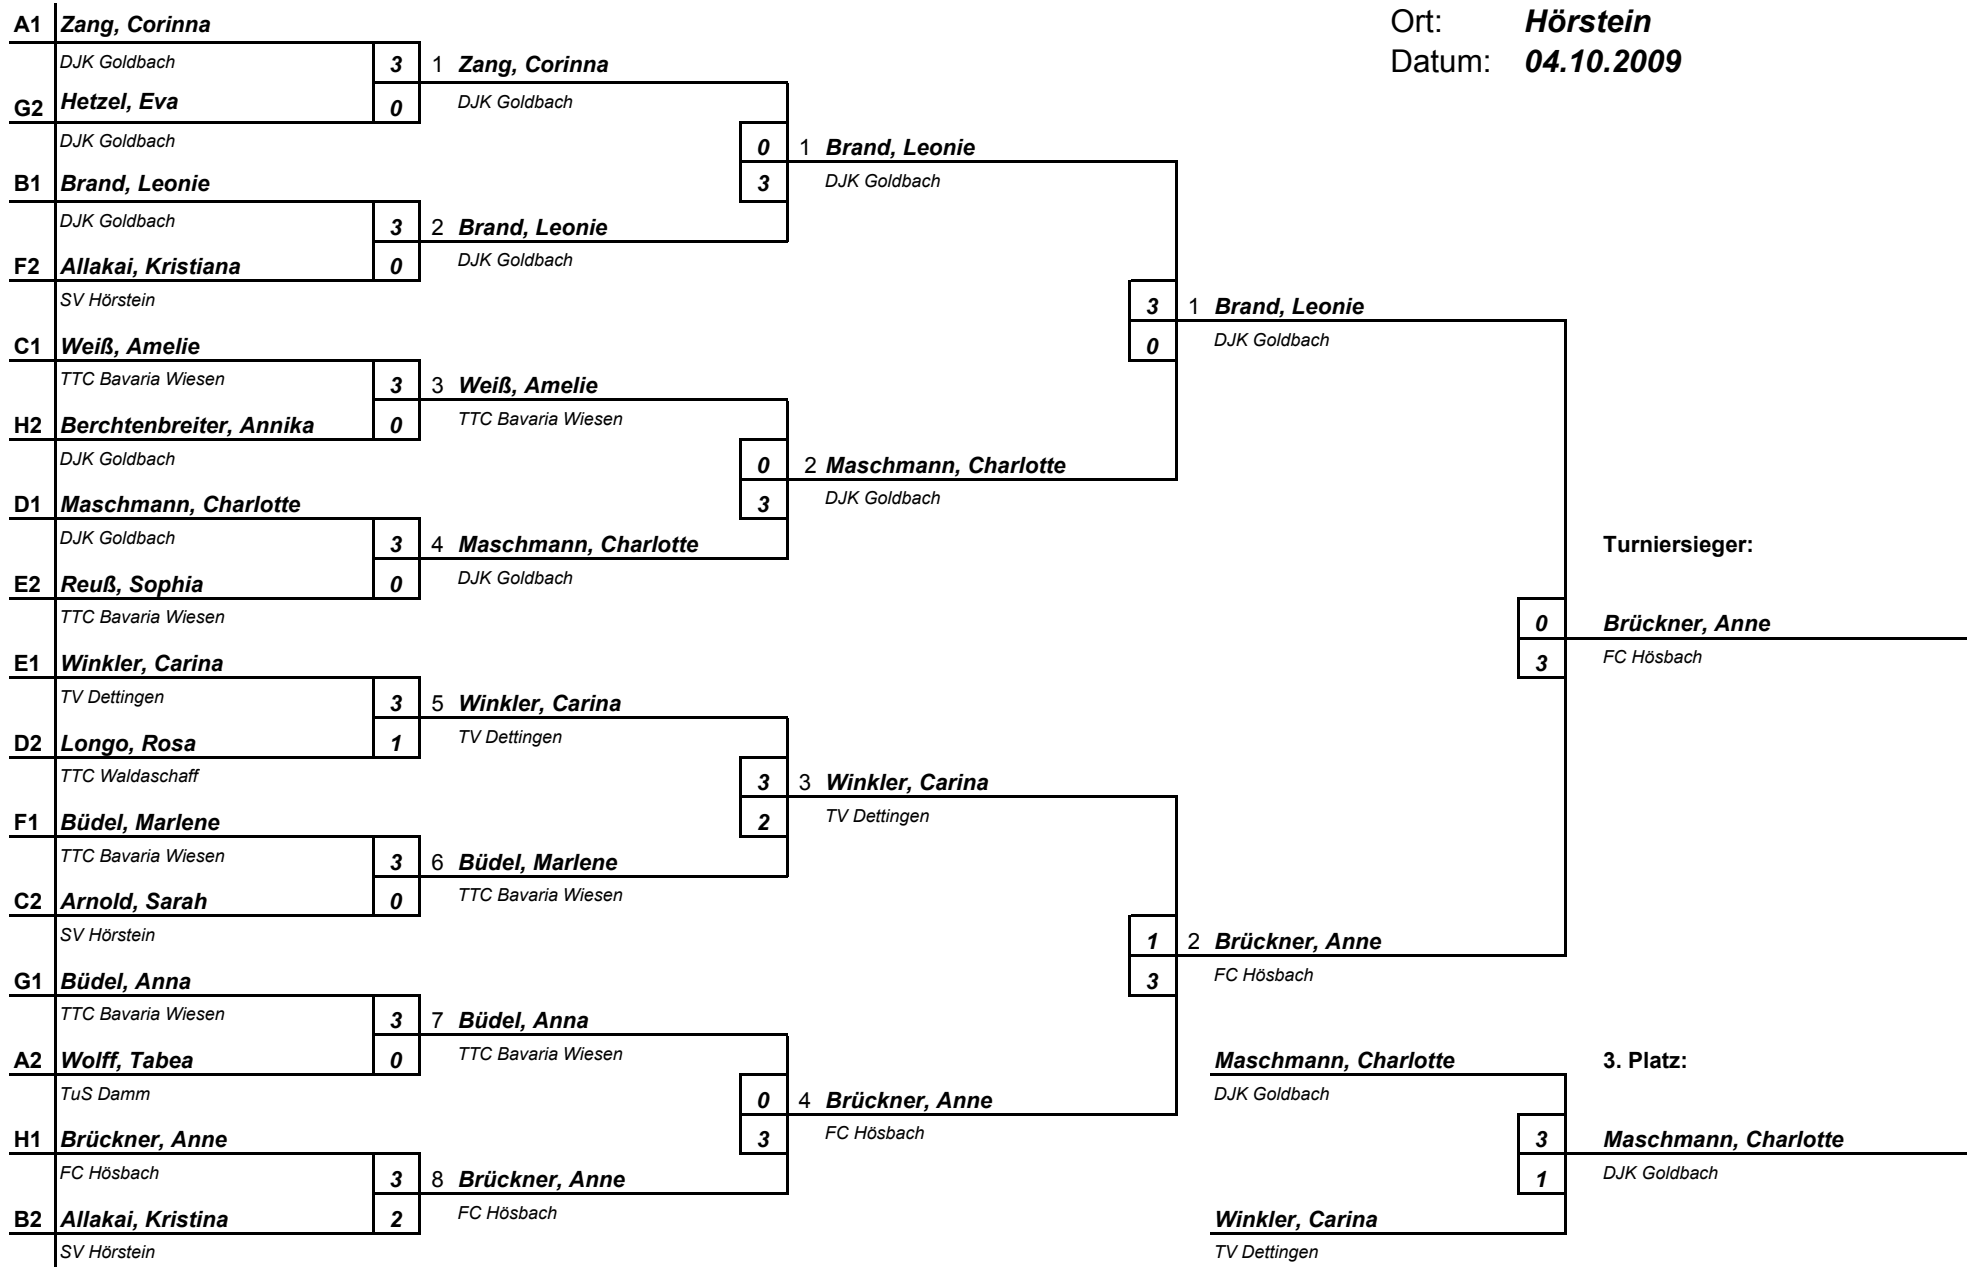 Ort: Hörstein
Datum: 04.10.2009
A1 Zang, Corinna
DJK Goldbach 3
G2 Hetzel, Eva 0
DJK Goldbach
B1 Brand, Leonie
DJK Goldbach 3
F2 Allakai, Kristiana 0
SV Hörstein
C1 Weiß, Amelie
TTC Bavaria Wiesen 3
H2 Berchtenbreiter, Annika 0
DJK Goldbach
D1 Maschmann, Charlotte
DJK Goldbach 3
E2 Reuß, Sophia 0
TTC Bavaria Wiesen
E1 Winkler, Carina
TV Dettingen 3
D2 Longo, Rosa 1
TTC Waldaschaff
F1 Büdel, Marlene
TTC Bavaria Wiesen 3
C2 Arnold, Sarah 0
SV Hörstein
G1 Büdel, Anna
TTC Bavaria Wiesen 3
A2 Wolff, Tabea 0
TuS Damm
H1 Brückner, Anne
FC Hösbach 3
B2 Allakai, Kristina 2
SV Hörstein
1 Zang, Corinna
DJK Goldbach
0
3
2 Brand, Leonie
DJK Goldbach
3 Weiß, Amelie
TTC Bavaria Wiesen
0
3
4 Maschmann, Charlotte
DJK Goldbach
5 Winkler, Carina
TV Dettingen
3
2
6 Büdel, Marlene
TTC Bavaria Wiesen
7 Büdel, Anna
TTC Bavaria Wiesen
0
3
8 Brückner, Anne
FC Hösbach
1 Brand, Leonie
DJK Goldbach
3
0
2 Maschmann, Charlotte
DJK Goldbach
3 Winkler, Carina
TV Dettingen
1
3
4 Brückner, Anne
FC Hösbach
1 Brand, Leonie
DJK Goldbach
0
3
2 Brückner, Anne
FC Hösbach
Turniersieger:
Brückner, Anne
FC Hösbach
Maschmann, Charlotte
DJK Goldbach
3
1
Winkler, Carina
TV Dettingen
3. Platz:
Maschmann, Charlotte
DJK Goldbach